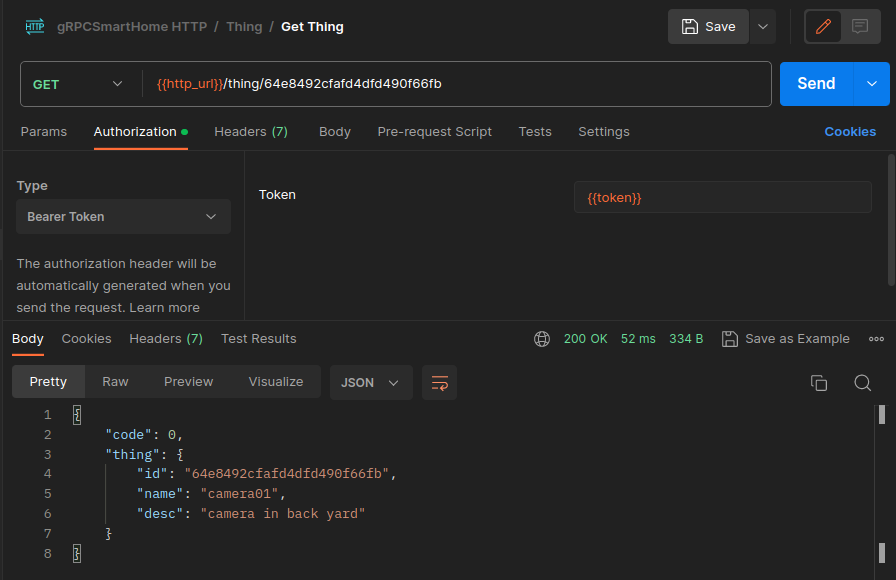 HTTP gRPCSmartHome HTTP / Thing / Get Thing Save
GET {{http_url}}/thing/64e8492cfafd4dfd490f66fb Send
Params Authorization Headers (7) Body Pre-request Script Tests Settings Cookies
Type
Bearer Token
The authorization header will be
automatically generated when you
send the request. Learn more
Token {{token}}
Body Cookies Headers (7) Test Results 200 OK 52 ms 334 B Save as Example
Pretty Raw Preview Visualize JSON
1 {
2 "code": 0,
3 "thing": {
4 "id": "64e8492cfafd4dfd490f66fb",
5 "name": "camera01",
6 "desc": "camera in back yard"
7 }
8 }